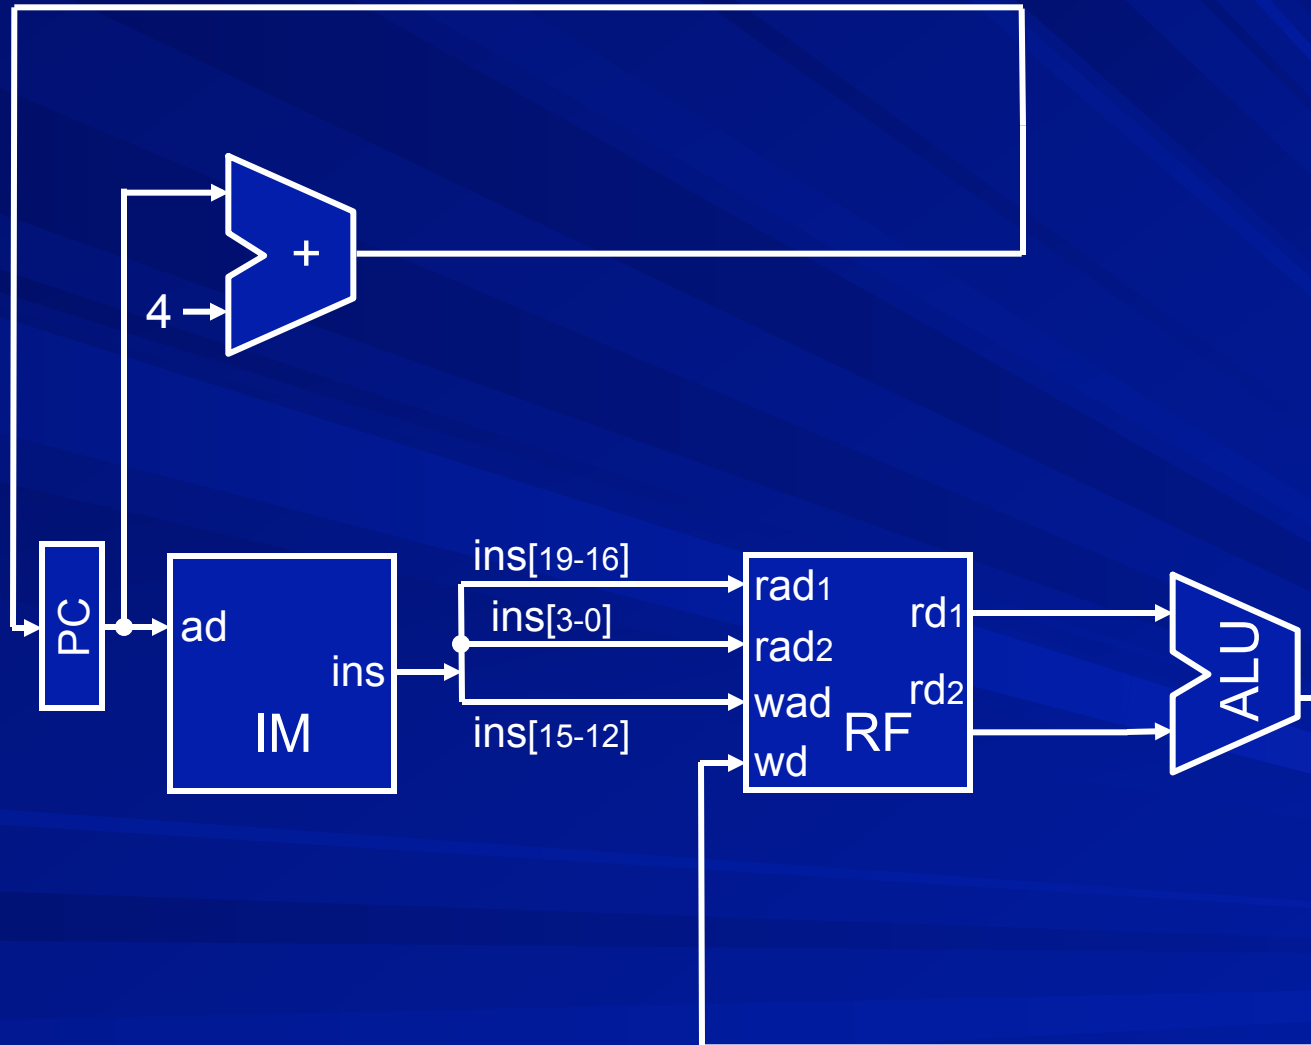 +
4
ins[19-16]
ins[3-0]
ins[15-12]
PC
ad
ins
IM
rad1
rad2
wad
wd
rd1
rd2
RF
ALU